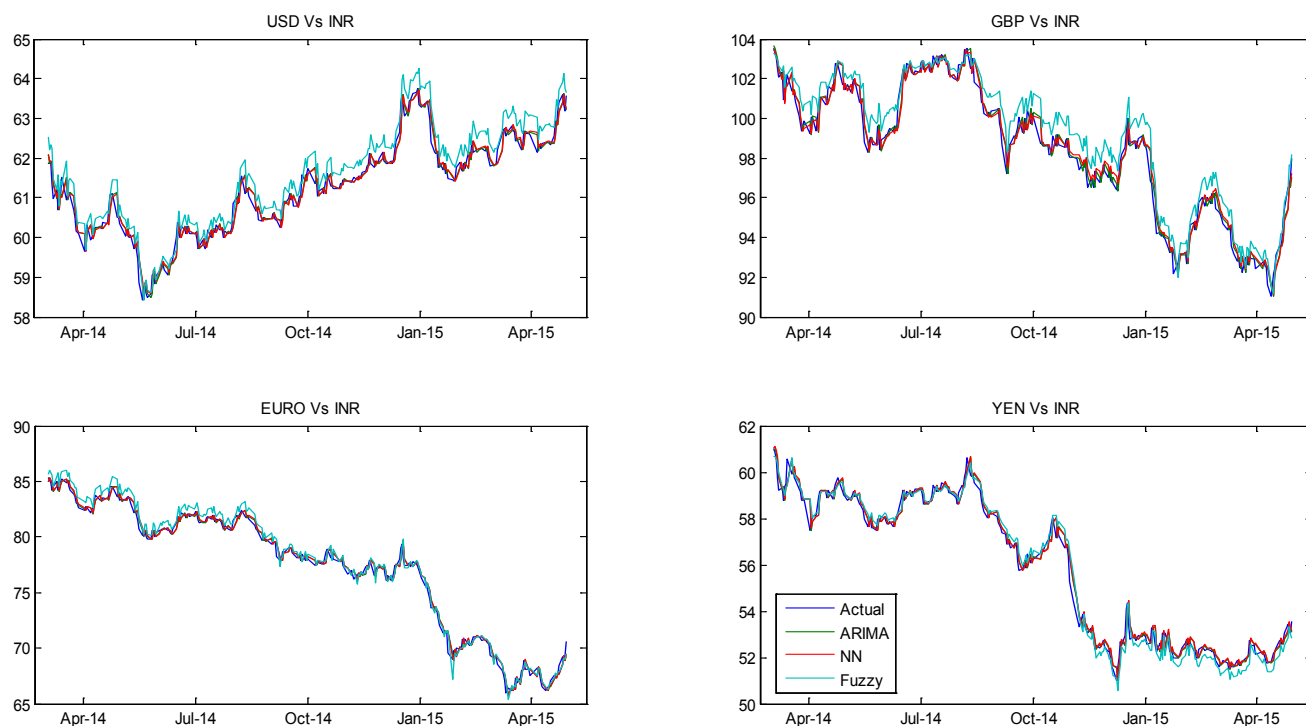 USD Vs INR
65
64
63
62
61
60
59
58
Apr-14 Jul-14 Oct-14 Jan-15 Apr-15
GBP Vs INR
104
102
100
98
96
94
92
90
Apr-14 Jul-14 Oct-14 Jan-15 Apr-15
EURO Vs INR
90
85
80
75
70
65
Apr-14 Jul-14 Oct-14 Jan-15 Apr-15
YEN Vs INR
62
60
58
56
54
52
50
Actual
ARIMA
NN
Fuzzy
Apr-14 Jul-14 Oct-14 Jan-15 Apr-15